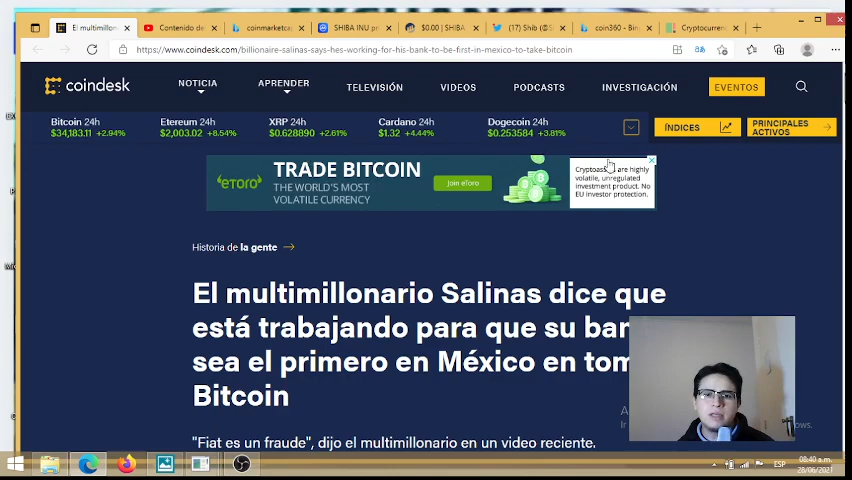 EXCHANGE
El multimillon
Contenido de
coinmarketca
SHIBA INU pr
$0.00 | SHIBA
(17) Shib (@S
coin360 - Bin
Cryptocurren
https://www.coindesk.com/billionaire-salinas-says-hes-working-for-his-bank-to-be-first-in-mexico-to-take-bitcoin
coindesk
NOTICIA
APRENDER
TELEVISIÓN
VIDEOS
PODCASTS
INVESTIGACIÓN
EVENTOS
Bitcoin 24h
$34,183.11 +2.94%
Etereum 24h
$2,003.02 +8.54%
XRP 24h
$0.628890 +2.61%
Cardano 24h
$1.32 +4.44%
Dogecoin 24h
$0.253584 +3.81%
ÍNDICES
PRINCIPALES
ACTIVOS
eToro
TRADE BITCOIN
THE WORLD'S MOST
VOLATILE CURRENCY
Join eToro
are highly
volatile, unregulated
investment product. No
EU investor protection.
Historia de la gente
El multimillonario Salinas dice que
está trabajando para que su ban
sea el primero en México en tom
Bitcoin
"Fiat es un fraude", dijo el multimillonario en un video reciente.
ESP
08:40 a.m.
28/06/2021